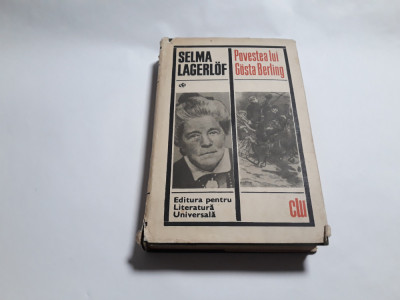 SELMA
LAGERLÖF
Povestea lui
Gösta Berling
Editura pentru
Literatură
Universală
clu